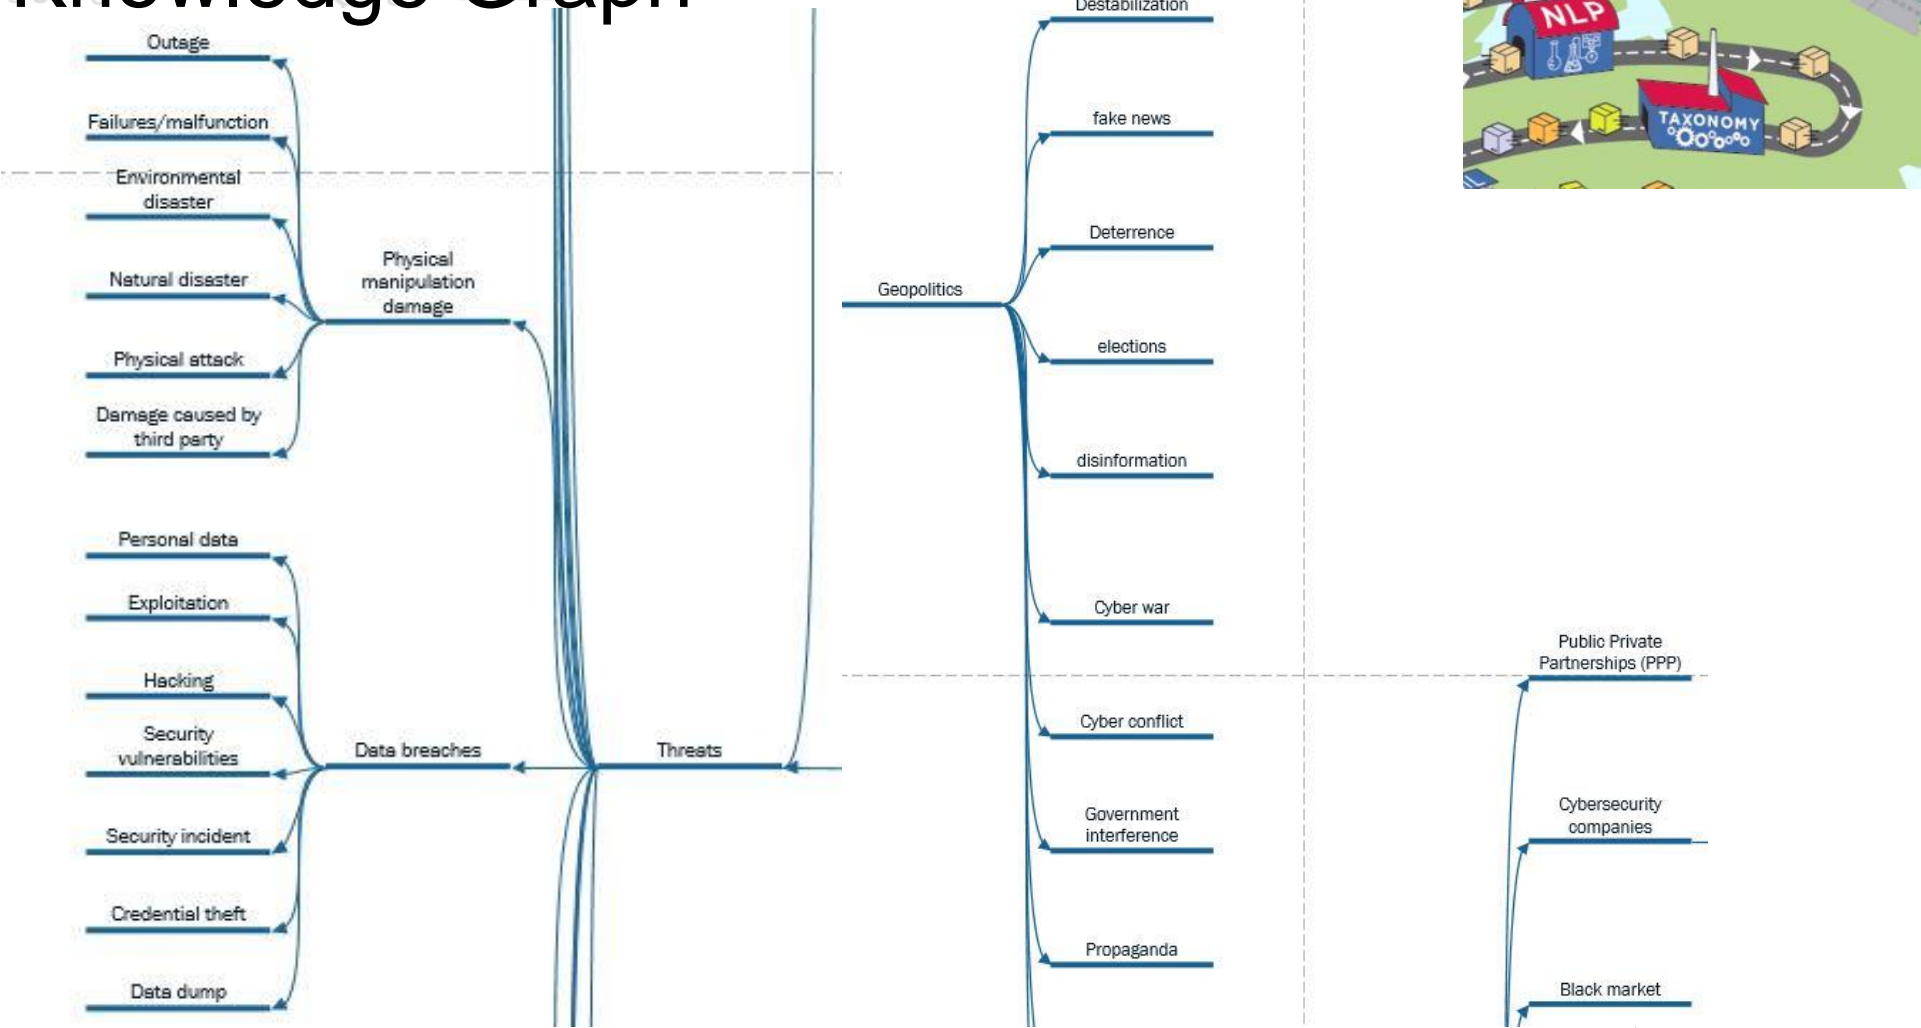 Knowledge Graph
Outage
Failures/malfunction
Environmental
disaster
Natural disaster
Physical attack
Damage caused by
third party
Physical
manipulation
damage
Personal data
Exploitation
Hacking
Security
vulnerabilities
Security incident
Credential theft
Data dump
Data breaches
Threats
Geopolitics
Destabilization
fake news
Deterrence
elections
disinformation
Cyber war
Cyber conflict
Government
interference
Propaganda
Public Private
Partnerships (PPP)
Cybersecurity
companies
Black market
NLP
TAXONOMY